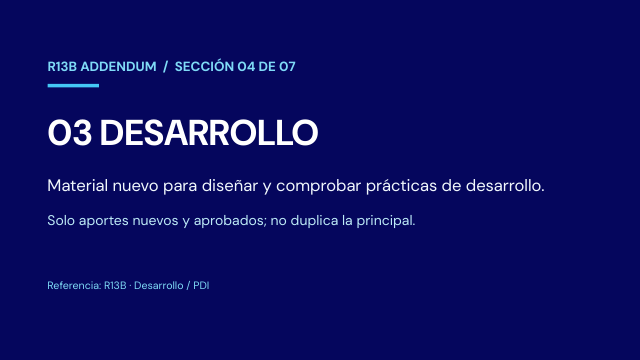 R13B ADDENDUM / SECCIÓN 04 DE 07
03 DESARROLLO
Material nuevo para diseñar y comprobar prácticas de desarrollo.
Solo aportes nuevos y aprobados; no duplica la principal.
Referencia: R13B · Desarrollo / PDI